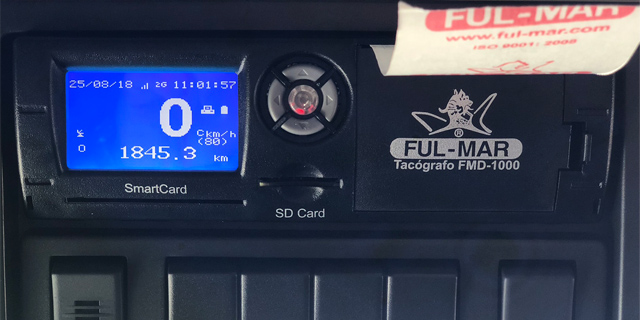 25/08/18 2G 11:01:57
0
C km/h
(80)
0
1845.3 km
SmartCard
SD Card
FUL-MAR
www.ful-mar.com
ISO 9001: 2008
®
FUL-MAR
Tacógrafo FMD-1000